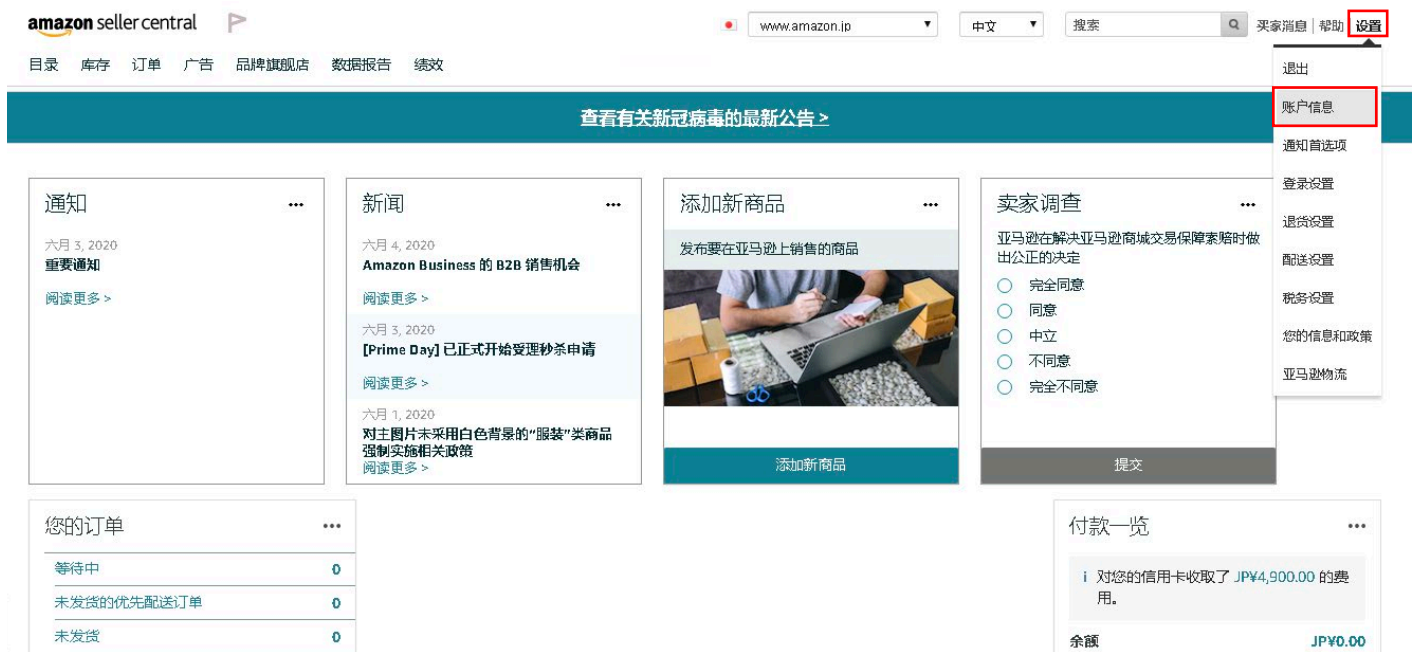 amazon seller central
www.amazon.jp
中文
搜索
买家消息 | 帮助
设置
目录 库存 订单 广告 品牌旗舰店 数据报告 绩效
退出
账户信息
通知首选项
登录设置
退货设置
配送设置
税务设置
您的信息和政策
亚马逊物流
查看有关新冠病毒的最新公告 >
通知
六月 3, 2020
重要通知
阅读更多 >
新闻
六月 4, 2020
Amazon Business 的 B2B 销售机会
阅读更多 >
六月 3, 2020
[Prime Day] 已正式开始受理秒杀申请
阅读更多 >
六月 1, 2020
对主图片未采用白色背景的“服装”类商品
强制实施相关政策
阅读更多 >
添加新商品
发布要在亚马逊上销售的商品
添加新商品
卖家调查
亚马逊在解决亚马逊商城交易保障索赔时做
出公正的决定
完全同意
同意
中立
不同意
完全不同意
提交
您的订单
等待中 0
未发货的优先配送订单 0
未发货 0
付款一览
i 对您的信用卡收取了 JP¥4,900.00 的费
用。
余额 JP¥0.00